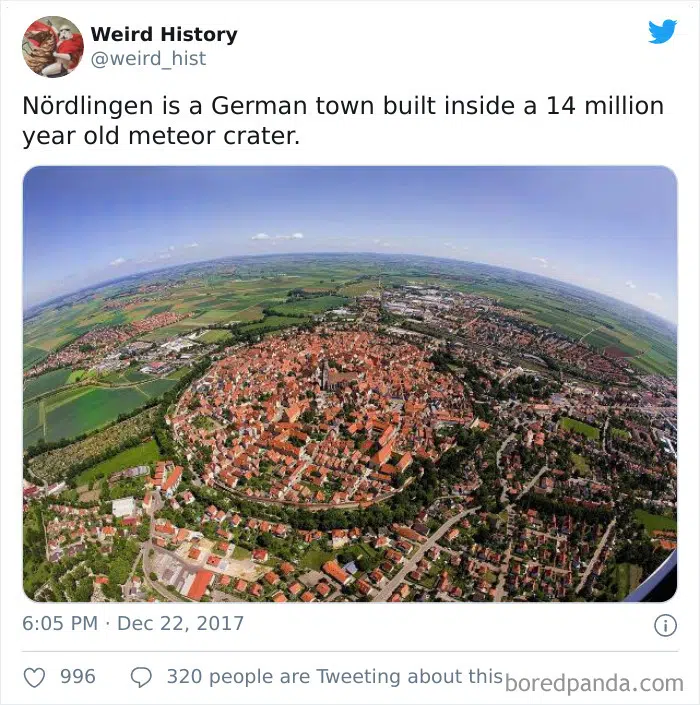 Weird History
@weird_hist
Nördlingen is a German town built inside a 14 million
year old meteor crater.
6:05 PM · Dec 22, 2017
996
320 people are Tweeting about this
boredpanda.com